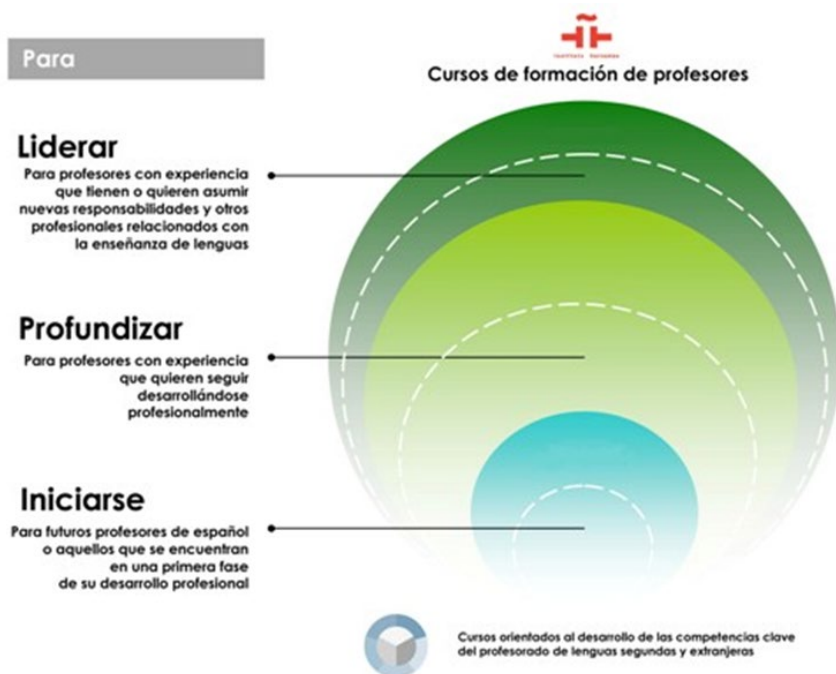 Para
instituto Cervantes
Cursos de formación de profesores
Liderar
Para profesores con experiencia
que tienen o quieren asumir
nuevas responsabilidades y otros
profesionales relacionados con
la enseñanza de lenguas
Profundizar
Para profesores con experiencia
que quieren seguir
desarrollándose
profesionalmente
Iniciarse
Para futuros profesores de español
o aquellos que se encuentran
en una primera fase
de su desarrollo profesional
Cursos orientados al desarrollo de las competencias clave
del profesorado de lenguas segundas y extranjeras